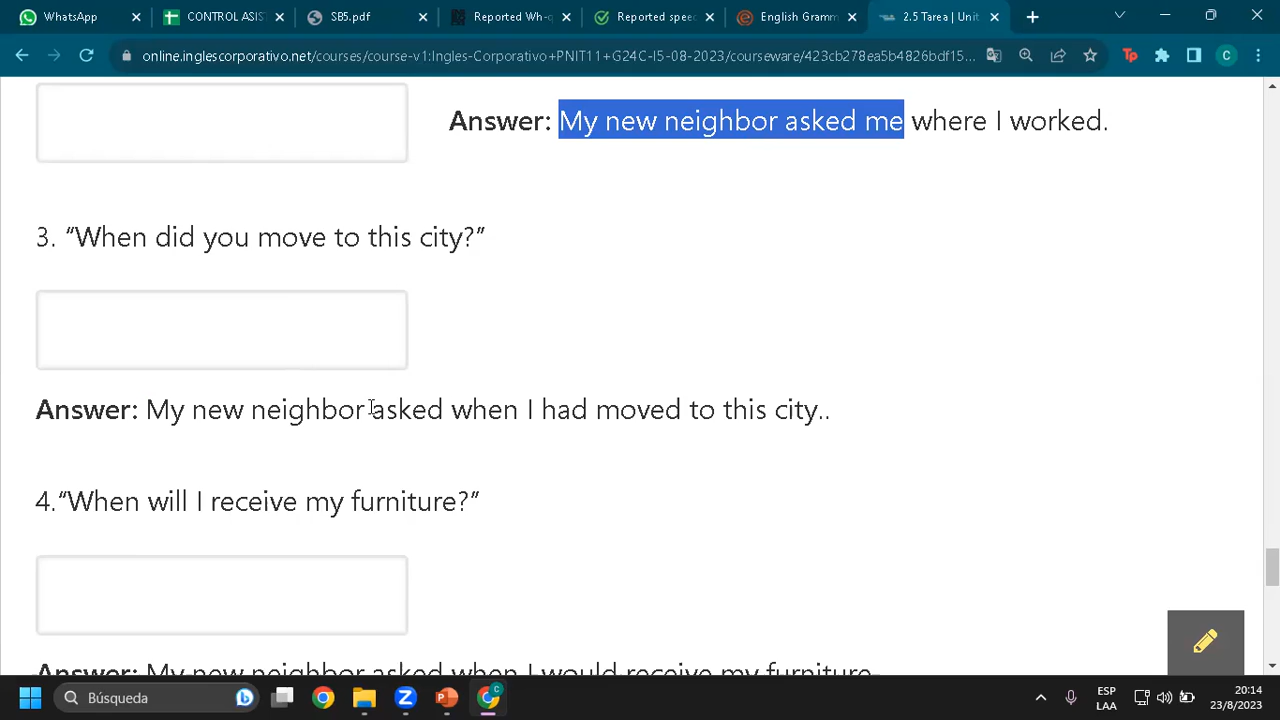 WhatsApp
CONTROL ASIS
SB5.pdf
Reported Wh-q
Reported speec
English Gramm
2.5 Tarea | Unit
online.inglescorporativo.net/courses/course-v1:Ingles-Corporativo+PNIT11+G24C-I5-08-2023/courseware/423cb278ea5b4826bdf15...
C
Answer: My new neighbor asked me where I worked.
3. “When did you move to this city?”
Answer: My new neighbor asked when I had moved to this city..
4.“When will I receive my furniture?”
Answer: My new neighbor asked when I would receive my furniture
Búsqueda
ESP
LAA
20:14
23/8/2023